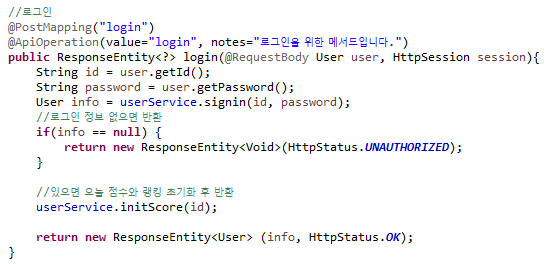 //로그인
@PostMapping("login")
@ApiOperation(value="login", notes="로그인을 위한 메서드입니다.")
public ResponseEntity<?> login(@RequestBody User user, HttpSession session){
    String id = user.getId();
    String password = user.getPassword();
    User info = userService.signin(id, password);
    //로그인 정보 없으면 반환
    if(info == null) {
        return new ResponseEntity<Void>(HttpStatus.UNAUTHORIZED);
    }
    //있으면 오늘 점수와 랭킹 초기화 후 반환
    userService.initScore(id);
    return new ResponseEntity<User> (info, HttpStatus.OK);
}